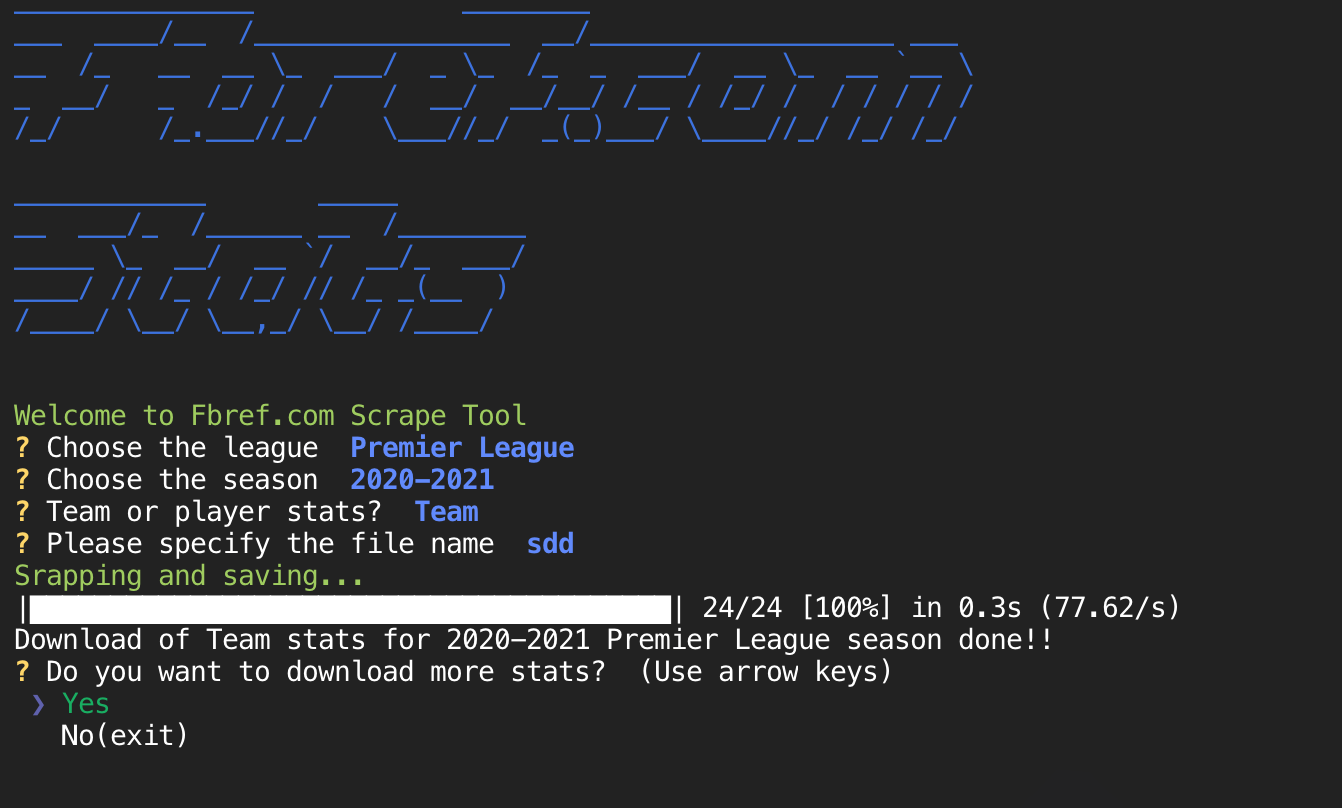 Fbref.com
Stats
Welcome to Fbref.com Scrape Tool
? Choose the league  Premier League
? Choose the season  2020-2021
? Team or player stats?  Team
? Please specify the file name  sdd
Srapping and saving...
|████████████████████████████████████████| 24/24 [100%] in 0.3s (77.62/s)
Download of Team stats for 2020-2021 Premier League season done!!
? Do you want to download more stats?  (Use arrow keys)
❯ Yes
No(exit)